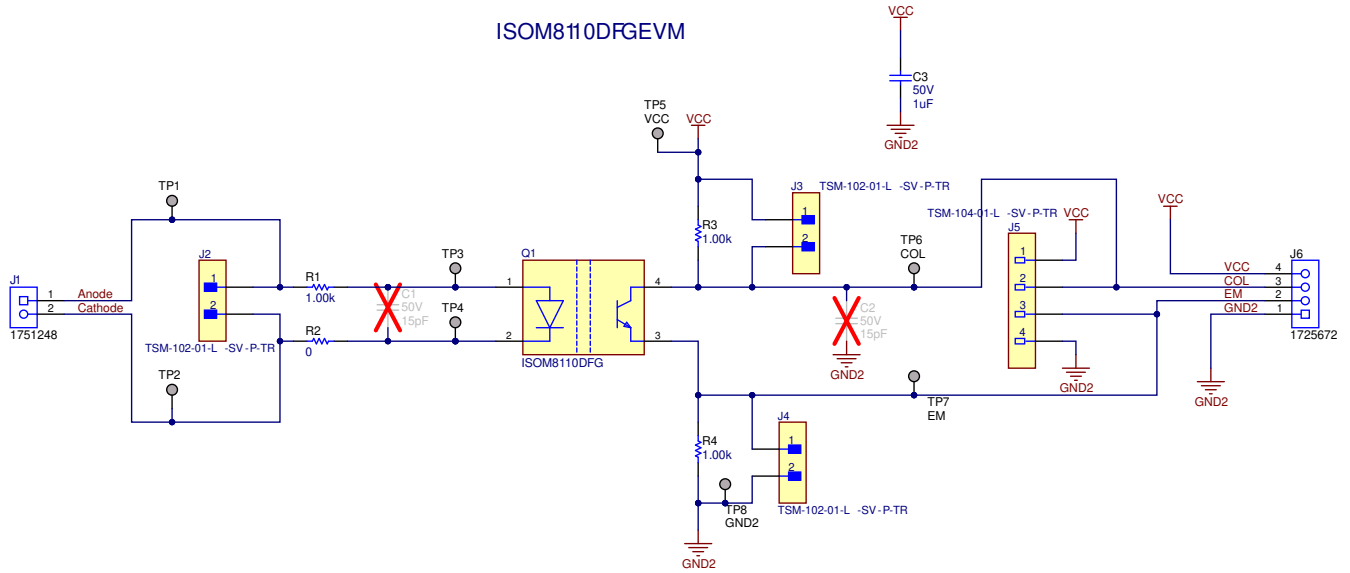 ISOM8110DFGEVM
VCC
C3
50V
1uF
GND2
TP5
VCC
VCC
TP1
J1
1
2
Anode
Cathode
1751248
J2
1
2
TSM-102-01-L -SV-P-TR
TP2
R1
1.00k
R2
0
C1
50V
15pF
TP3
TP4
Q1
1
2
4
3
ISOM8110DFG
R3
1.00k
J3
TSM-102-01-L -SV-P-TR
1
2
C2
50V
15pF
GND2
TP6
COL
TSM-104-01-L -SV-P-TR
J5
VCC
1
2
3
4
GND2
TP7
EM
R4
1.00k
J4
1
2
TSM-102-01-L -SV-P-TR
TP8
GND2
GND2
VCC
J6
VCC
4
COL
3
EM
2
GND2
1
1725672
GND2